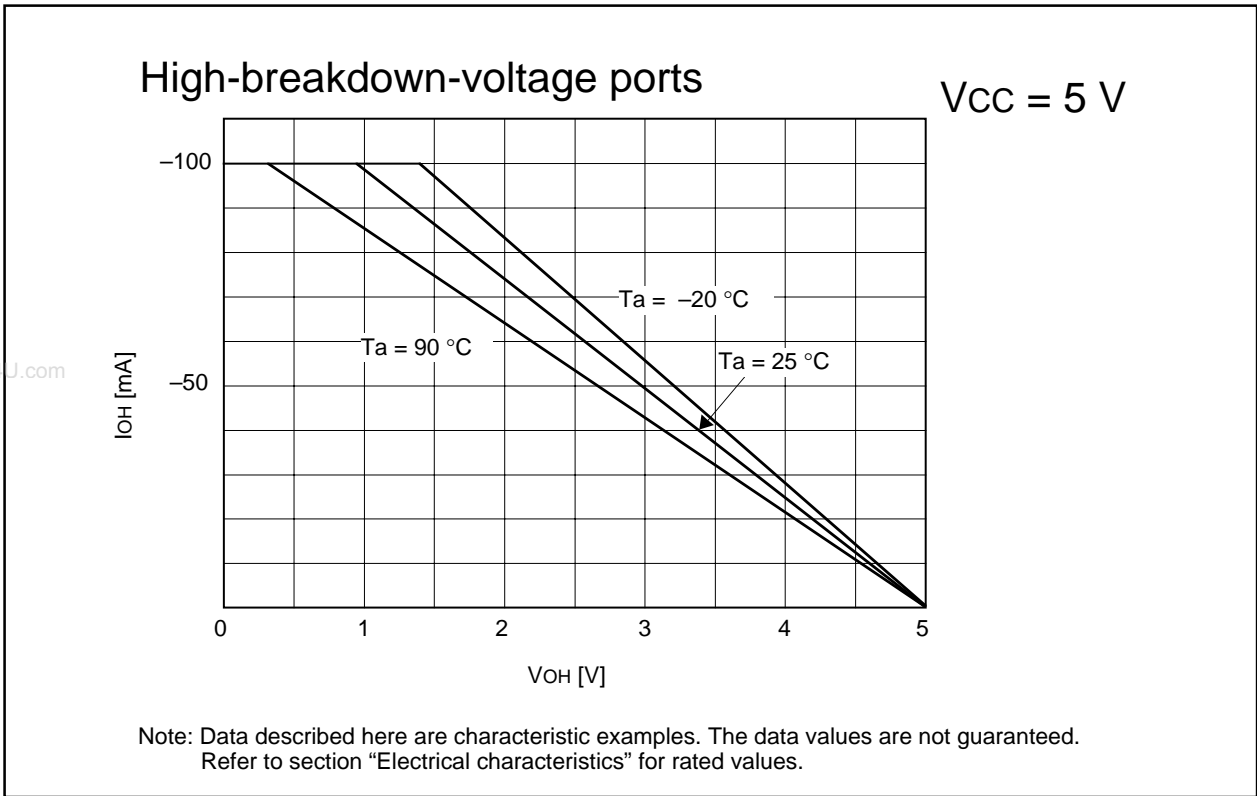 High-breakdown-voltage ports
VCC = 5 V
–100
Ta = –20 °C
Ta = 90 °C
Ta = 25 °C
U.com
–50
IOH [mA]
0 1 2 3 4 5
VOH [V]
Note: Data described here are characteristic examples. The data values are not guaranteed.
Refer to section “Electrical characteristics” for rated values.